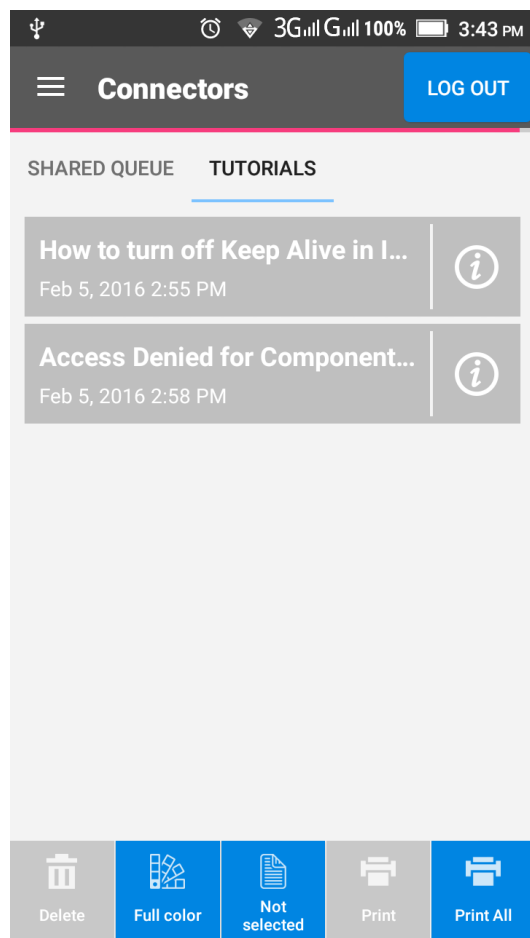 3G G 100% 3:43 PM
Connectors LOG OUT
SHARED QUEUE TUTORIALS
How to turn off Keep Alive in I...
Feb 5, 2016 2:55 PM
Access Denied for Component...
Feb 5, 2016 2:58 PM
Delete Full color Not selected Print Print All